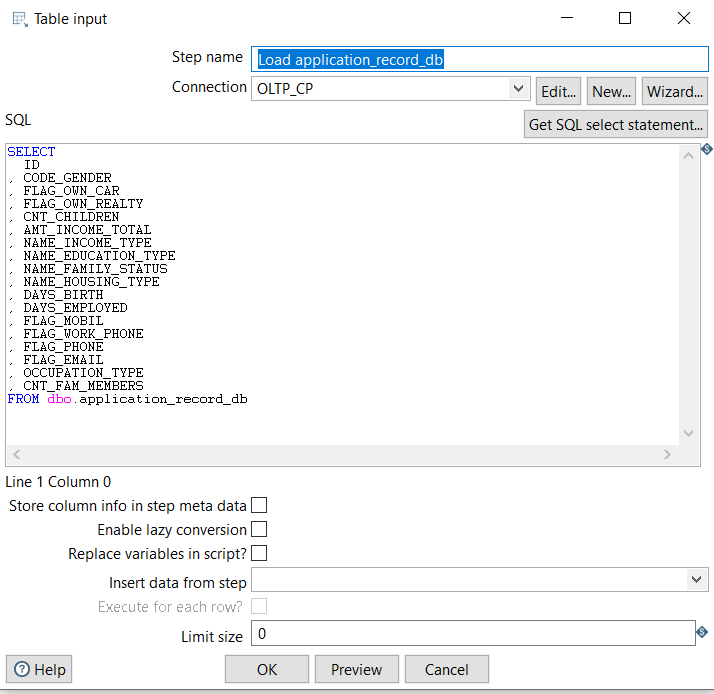 Table input
Step name Load application_record_db
Connection OLTP_CP Edit... New... Wizard...
SQL Get SQL select statement...
SELECT
  ID
, CODE_GENDER
, FLAG_OWN_CAR
, FLAG_OWN_REALTY
, CNT_CHILDREN
, AMT_INCOME_TOTAL
, NAME_INCOME_TYPE
, NAME_EDUCATION_TYPE
, NAME_FAMILY_STATUS
, NAME_HOUSING_TYPE
, DAYS_BIRTH
, DAYS_EMPLOYED
, FLAG_MOBIL
, FLAG_WORK_PHONE
, FLAG_PHONE
, FLAG_EMAIL
, OCCUPATION_TYPE
, CNT_FAM_MEMBERS
FROM dbo.application_record_db
Line 1 Column 0
Store column info in step meta data
Enable lazy conversion
Replace variables in script?
Insert data from step
Execute for each row?
Limit size 0
Help OK Preview Cancel